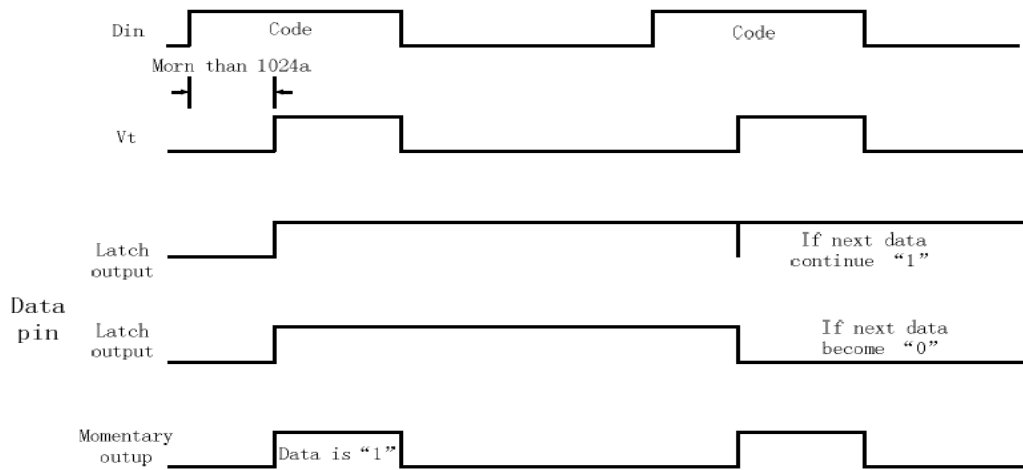 Din
Code
Code
Morn than 1024a
Vt
Latch
output
If next data
continue “1”
Data
pin
Latch
output
If next data
become “0”
Momentary
outup
Data is “1”